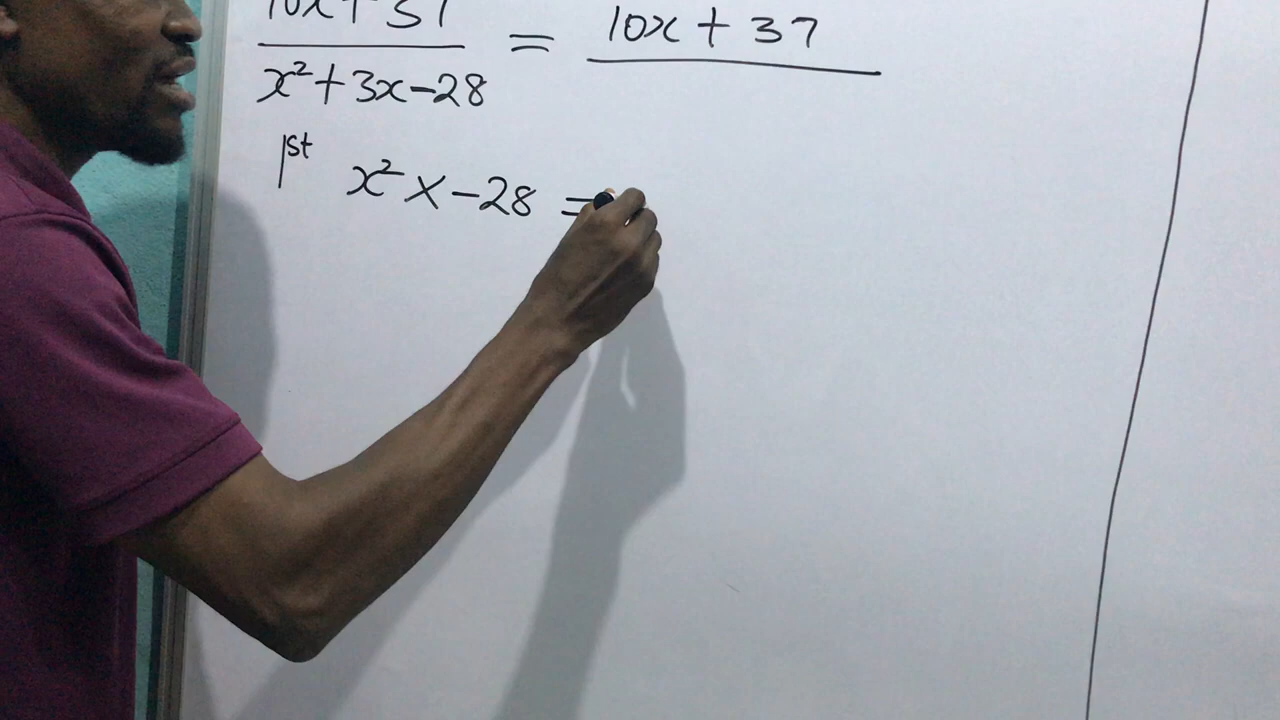 10x + 37 / x² + 3x - 28 = 10x + 37
1st x² × -28 =